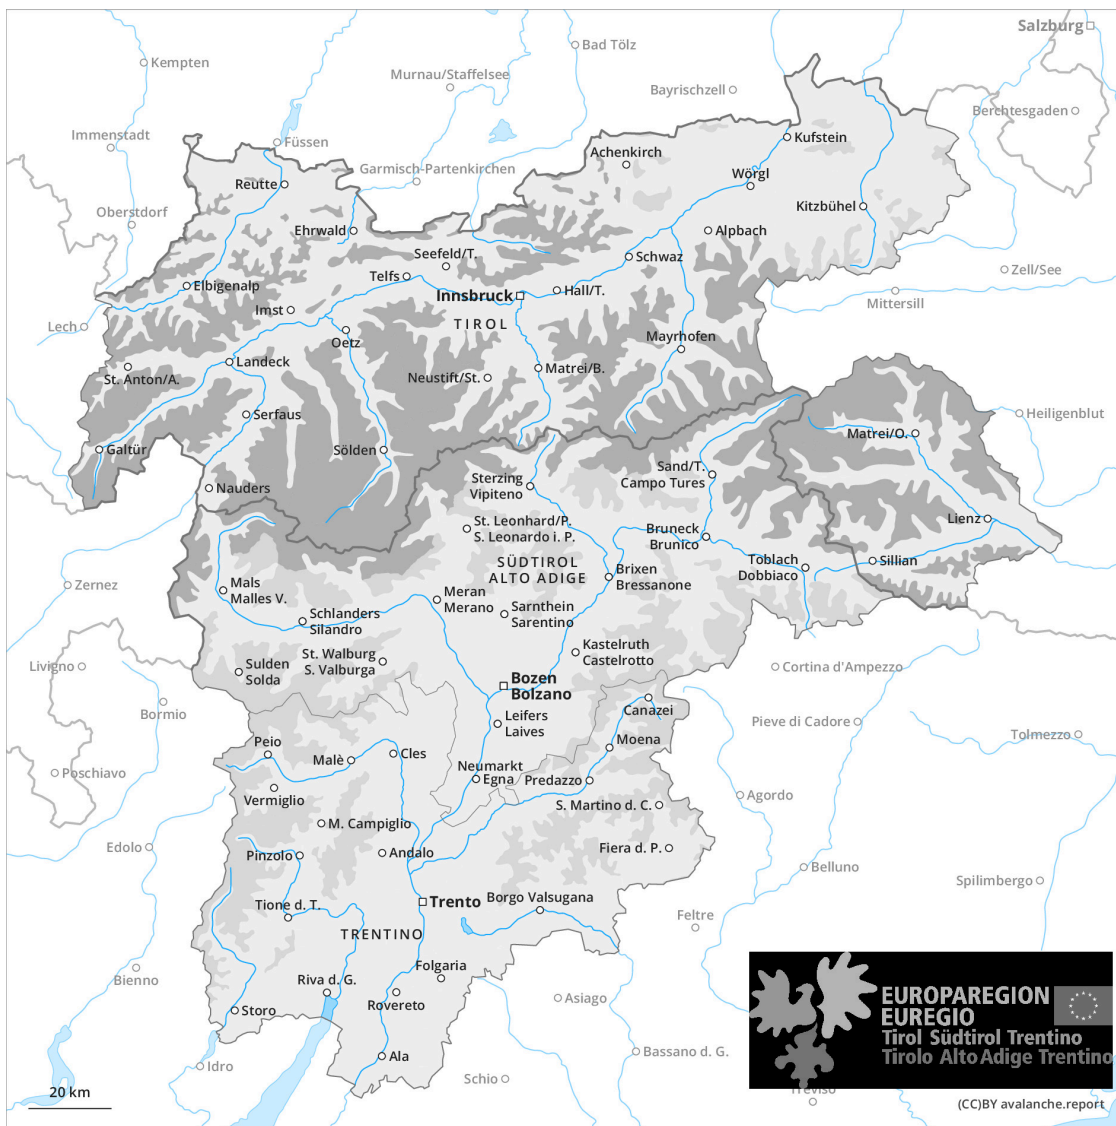 Salzburg
Bad Tölz
Kempten
Murnau/Staffelsee
Bayrischzell
Berchtesgaden
Immenstadt
Füssen
Kufstein
Achenkirch
Garmisch-Partenkirchen
Wörgl
Reutte
Kitzbühel
Oberstdorf
Ehrwald
Alpbach
Seefeld/T.
Schwaz
Telfs
Zell/See
Elbigenalp
Hall/T.
Innsbruck
Mittersill
Imst
TIROL
Lech
Oetz
Mayrhofen
Landeck
Matrei/B.
St. Anton/A.
Neustift/St.
Serfaus
Heiligenblut
Matrei/O.
Galtür
Sölden
Sand/T.
Campo Tures
Sterzing
Vipiteno
Nauders
St. Leonhard/P.
S. Leonardo i. P.
Lienz
Bruneck
Brunico
SÜDTIROL
ALTO ADIGE
Toblach
Dobbiaco
Sillian
Brixen
Bressanone
Zernez
Mals
Malles V.
Meran
Merano
Schlanders
Silandro
Sarnthein
Sarentino
Kastelruth
Castelrotto
St. Walburg
S. Valburga
Livigno
Sulden
Solda
Cortina d'Ampezzo
Bozen
Bolzano
Canazei
Bormio
Leifers
Laives
Pieve di Cadore
Tolmezzo
Peio
Moena
Malè
Cles
Neumarkt
Egna
Predazzo
Poschiavo
Vermiglio
Agordo
S. Martino d. C.
M. Campiglio
Edolo
Pinzolo
Andalo
Fiera d. P.
Belluno
Spilimbergo
Tione d. T.
Trento
Borgo Valsugana
Feltre
TRENTINO
Folgaria
Bienno
Riva d. G.
Rovereto
Asiago
Storo
EUROPAREGION
EUREGIO
Tirol Südtirol Trentino
Tirolo Alto Adige Trentino
Ala
Bassano d. G.
Idro
Schio
Treviso
20 km
(CC)BY avalanche.report